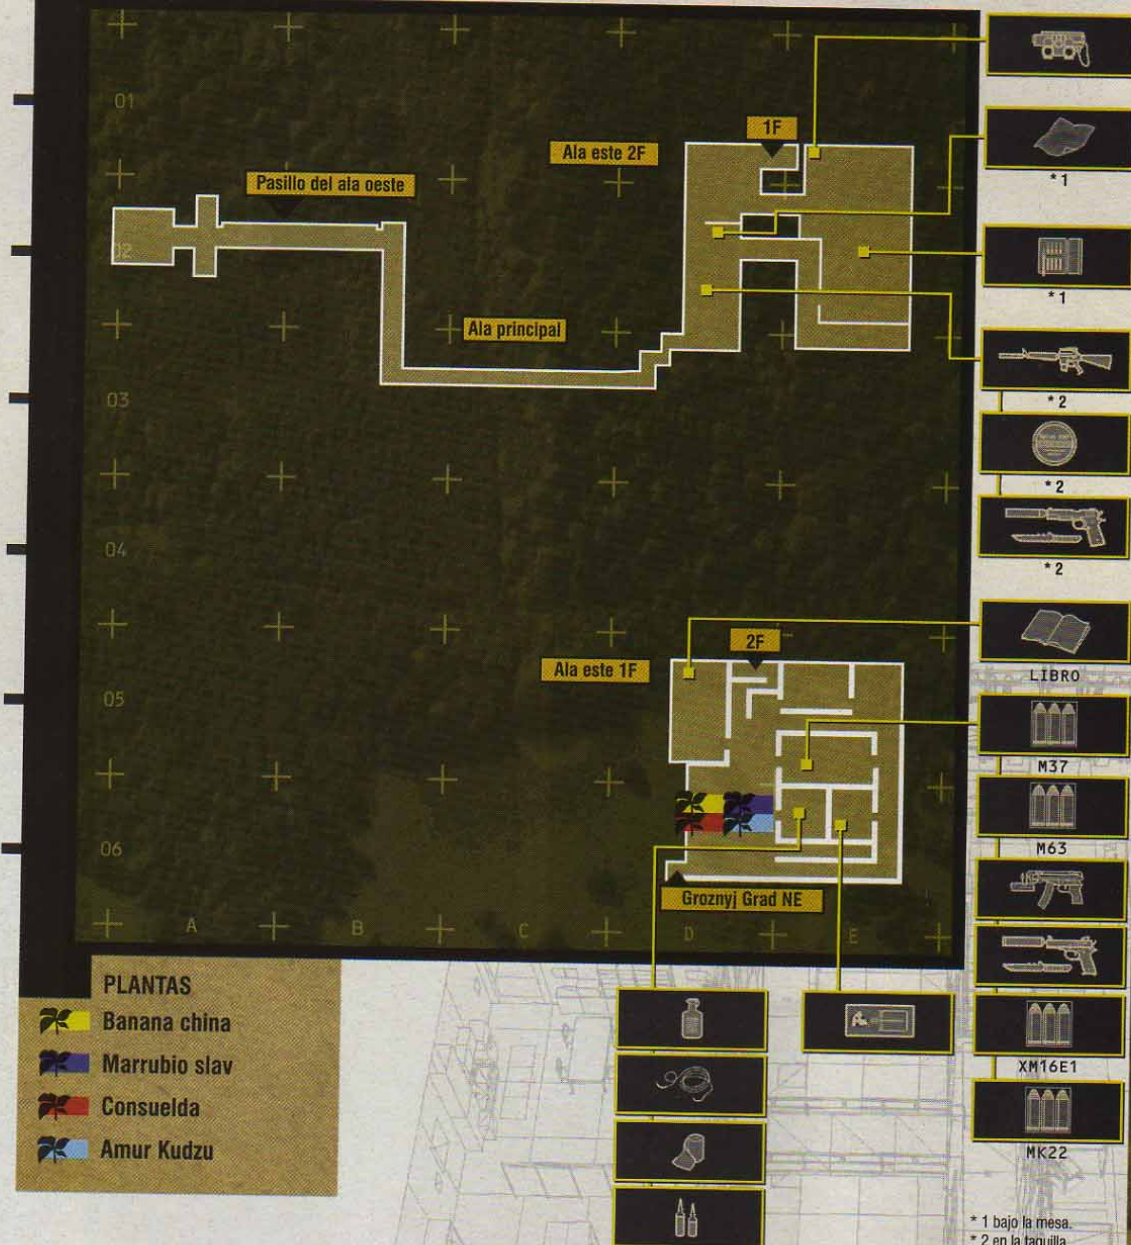 01
1F
Ala este 2F
Pasillo del ala oeste
*1
02
*1
Ala principal
03
*2
*2
04
*2
Ala este 1F
2F
LIBRO
05
M37
M63
06
Groznyj Grad NE
A B C D E
PLANTAS
Banana china
Marrubio slav
Consuelda
Amur Kudzu
XM16E1
MK22
* 1 bajo la mesa.
* 2 en la taquilla.